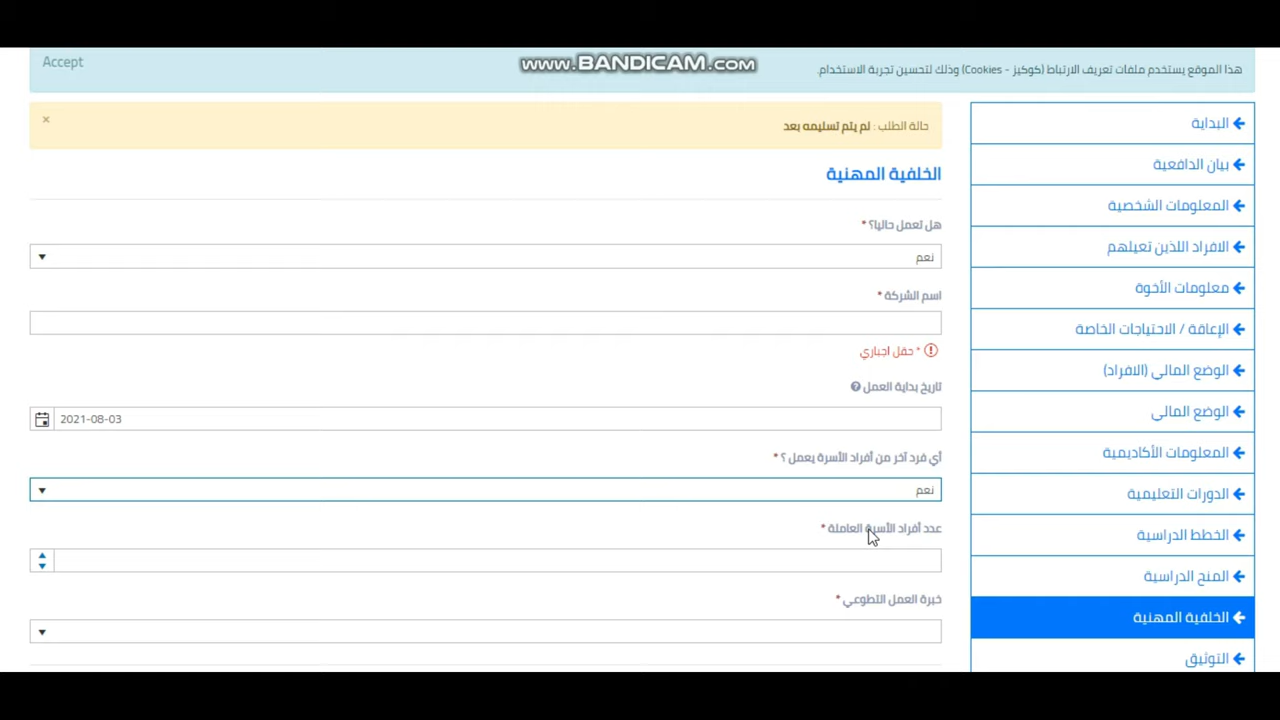 www.BANDICAM.com
هذا الموقع يستخدم ملفات تعريف الارتباط (كوكيز - Cookies) وذلك لتحسين تجربة الاستخدام.
Accept
البداية
بيان الدافعية
المعلومات الشخصية
الافراد اللذين تعيلهم
معلومات الأخوة
الإعاقة / الاحتياجات الخاصة
الوضع المالي (الافراد)
الوضع المالي
المعلومات الأكاديمية
الدورات التعليمية
الخطط الدراسية
المنح الدراسية
الخلفية المهنية
التوثيق
حالة الطلب : لم يتم تسليمه بعد
×
الخلفية المهنية
هل تعمل حاليا؟ *
نعم
اسم الشركة *
* حقل اجباري
تاريخ بداية العمل
2021-08-03
أي فرد آخر من أفراد الأسرة يعمل ؟ *
نعم
عدد أفراد الأسرة العاملة *
خبرة العمل التطوعي *